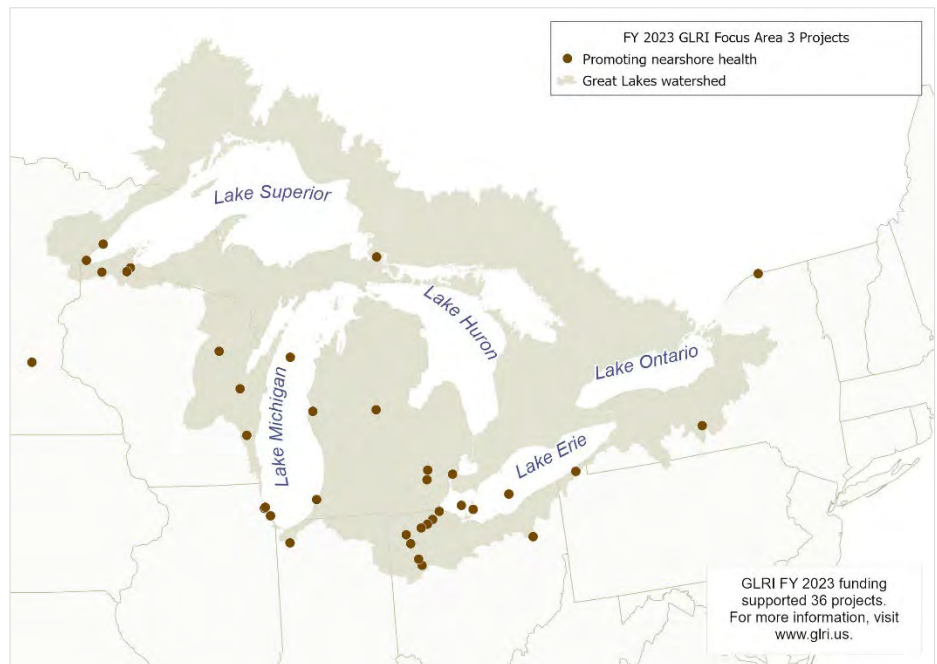 FY 2023 GLRI Focus Area 3 Projects
Promoting nearshore health
Great Lakes watershed
Lake Superior
Lake Huron
Lake Ontario
Lake Michigan
Lake Erie
GLRI FY 2023 funding
supported 36 projects.
For more information, visit
www.glri.us.